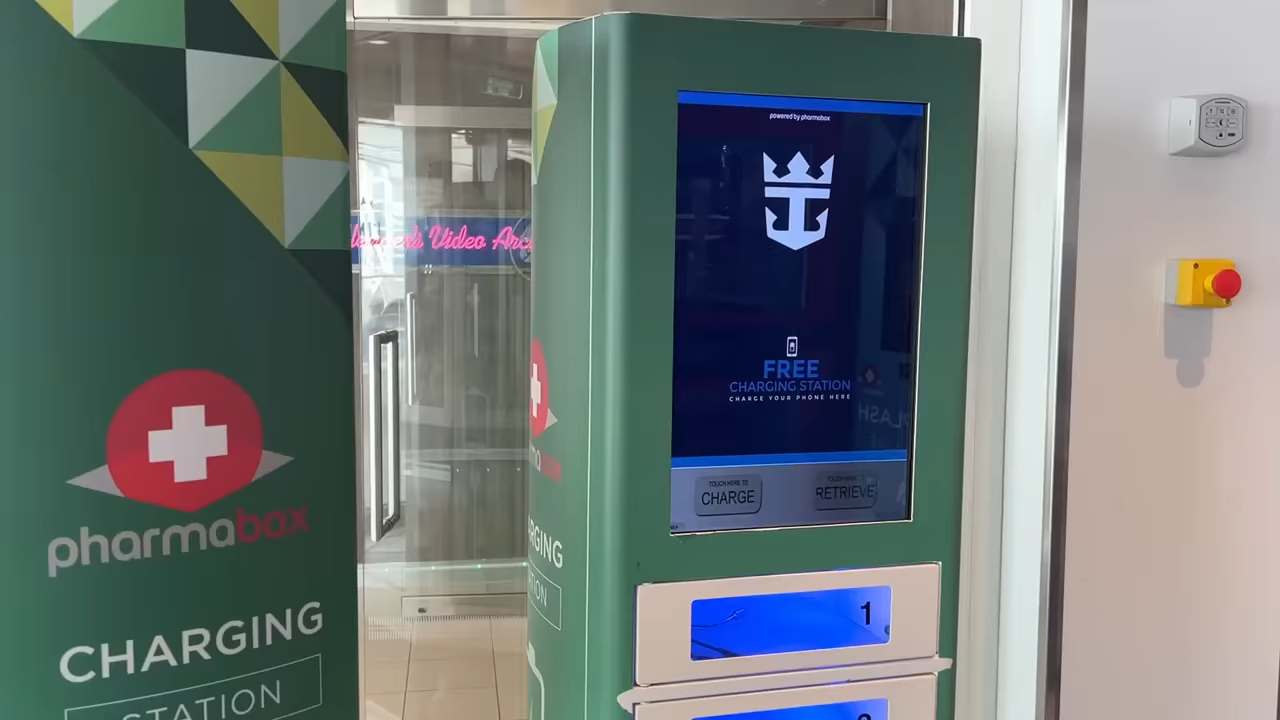 pharmabox
CHARGING
STATION
Video
powered by pharmabox
FREE
CHARGING STATION
CHARGE YOUR PHONE HERE
TOUCH HERE TO
CHARGE
RETRIEVE
1